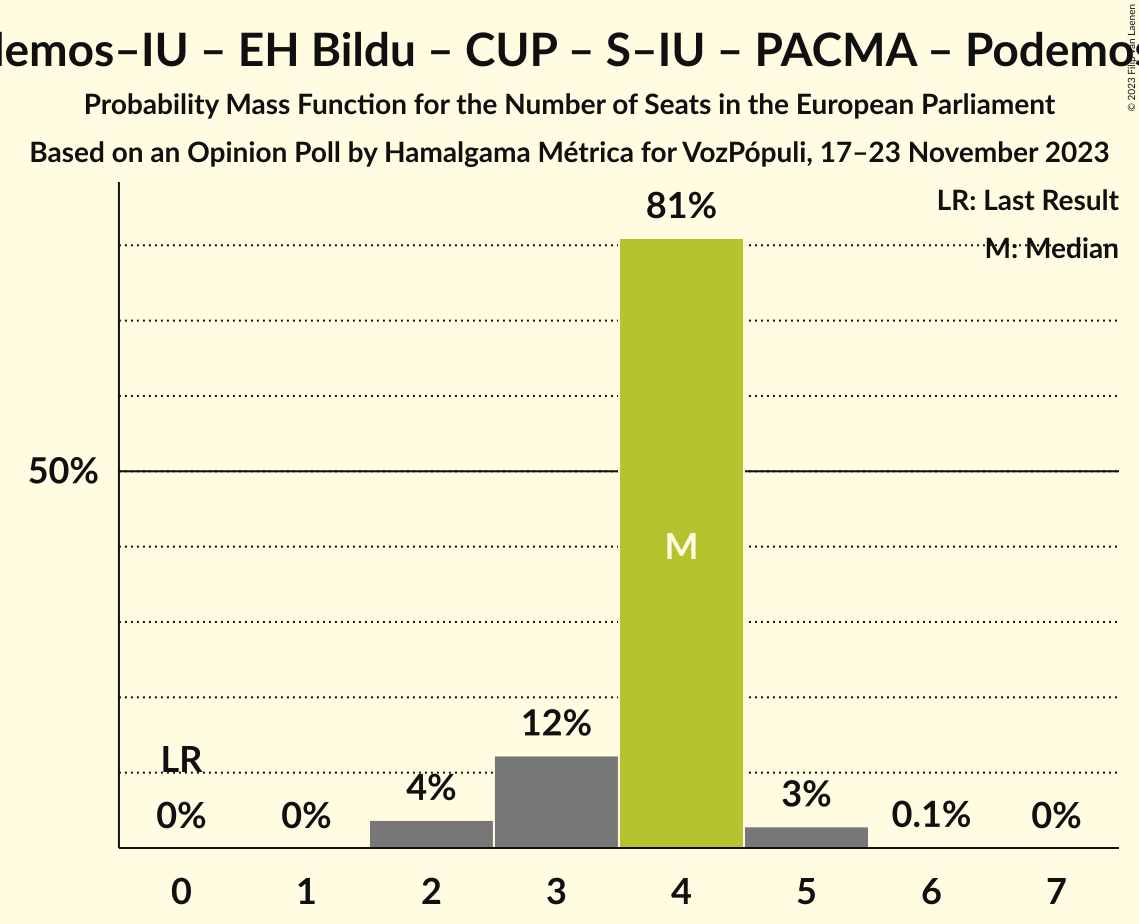 –IU – EH Bildu – CUP – S–IU – PACMA –
© 2023 Filip van Laenen
Probability Mass Function for the Number of Seats in the European Parliament
Based on an Opinion Poll by Hamalgama Métrica for VozPópuli, 17–23 November 2023
LR: Last Result
M: Median
81%
50%
M
12%
LR
4%
3%
0%
0%
0.1%
0%
0 1 2 3 4 5 6 7